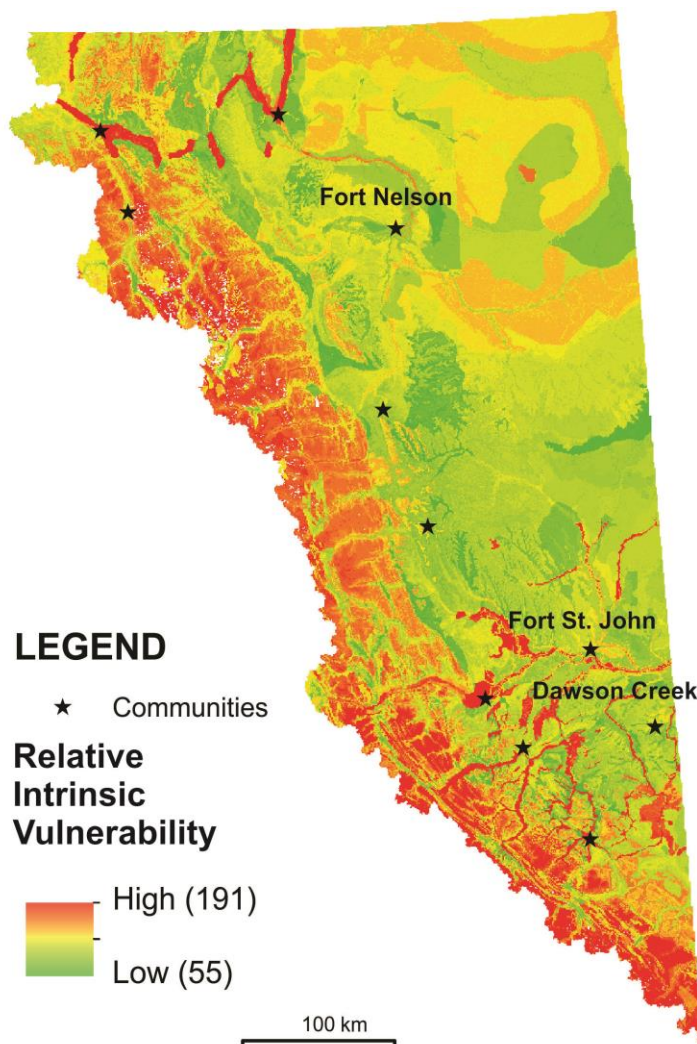 Fort Nelson
Fort St. John
Dawson Creek
LEGEND
Communities
Relative
Intrinsic
Vulnerability
High (191)
Low (55)
100 km